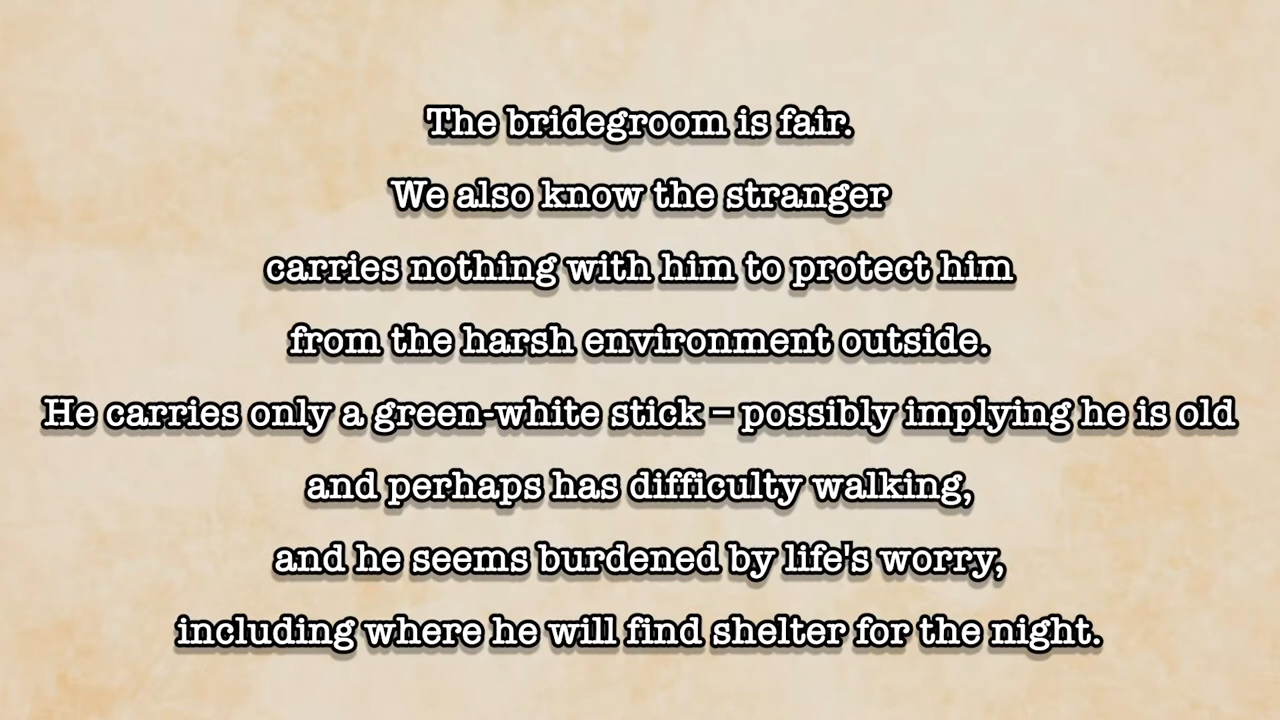 The bridegroom is fair.
We also know the stranger
carries nothing with him to protect him
from the harsh environment outside.
He carries only a green-white stick – possibly implying he is old
and perhaps has difficulty walking,
and he seems burdened by life's worry,
including where he will find shelter for the night.